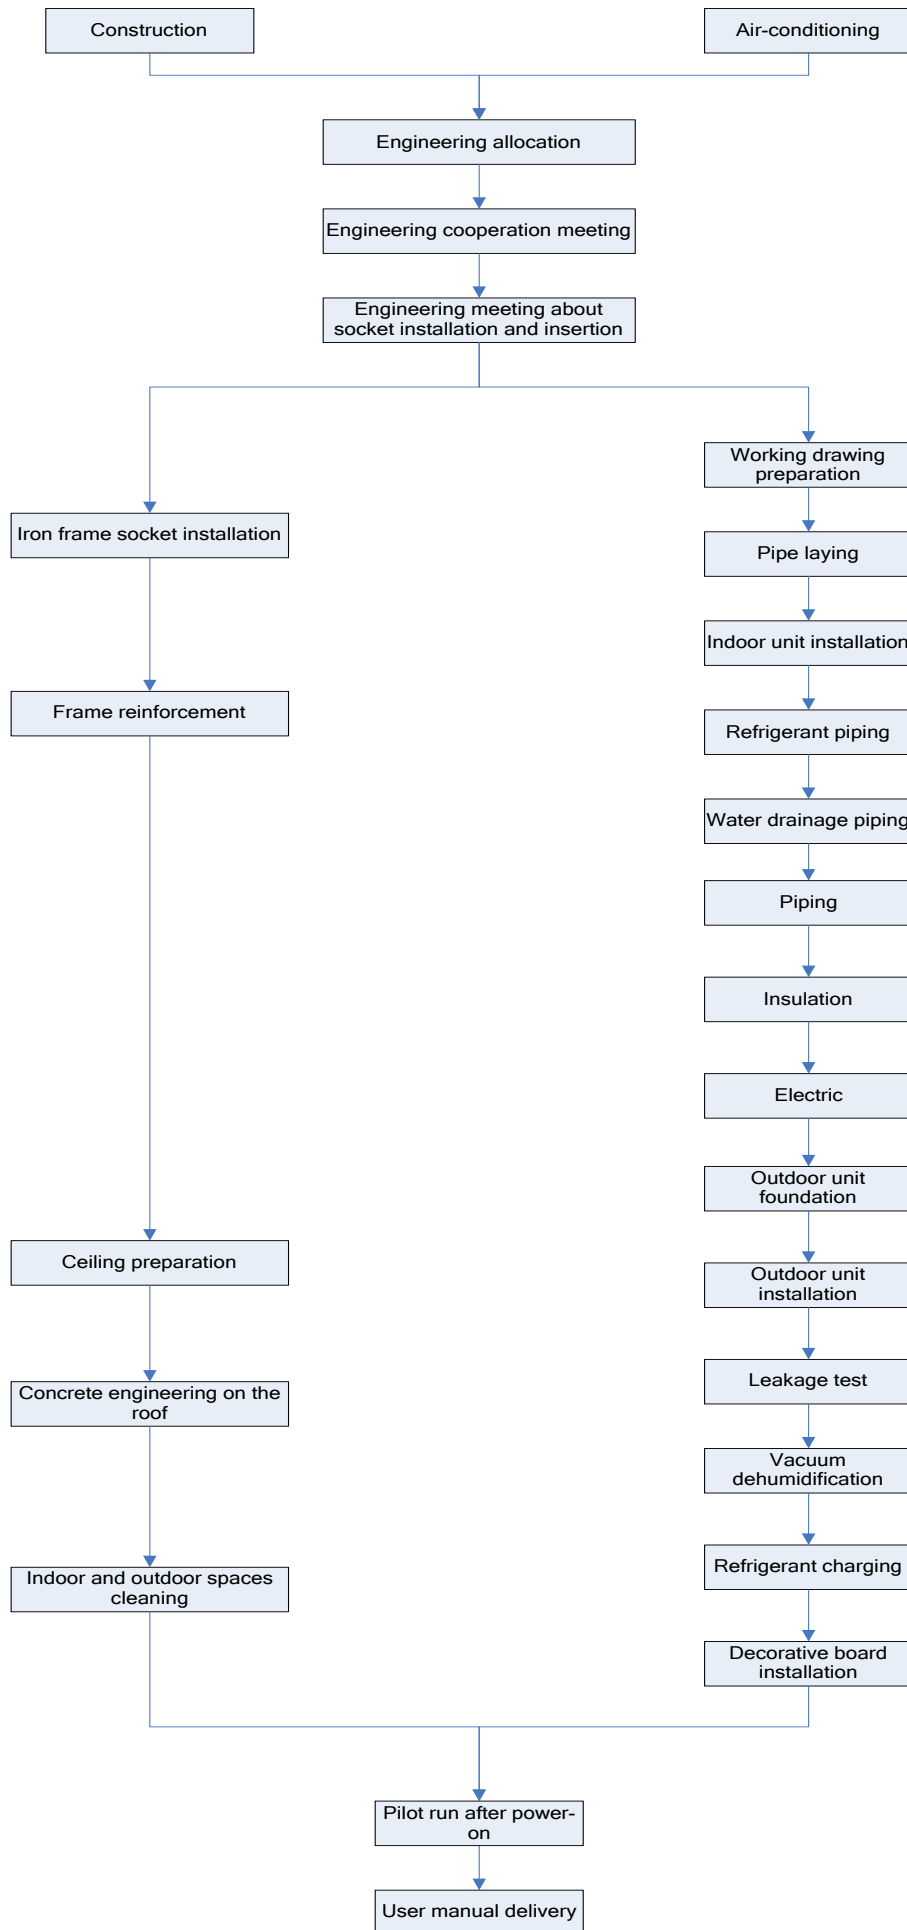 Construction
Air-conditioning
Engineering allocation
Engineering cooperation meeting
Engineering meeting about
socket installation and insertion
Working drawing
preparation
Iron frame socket installation
Pipe laying
Indoor unit installation
Frame reinforcement
Refrigerant piping
Water drainage piping
Piping
Insulation
Electric
Outdoor unit
foundation
Ceiling preparation
Outdoor unit
installation
Leakage test
Concrete engineering on the
roof
Vacuum
dehumidification
Refrigerant charging
Indoor and outdoor spaces
cleaning
Decorative board
installation
Pilot run after power-
on
User manual delivery